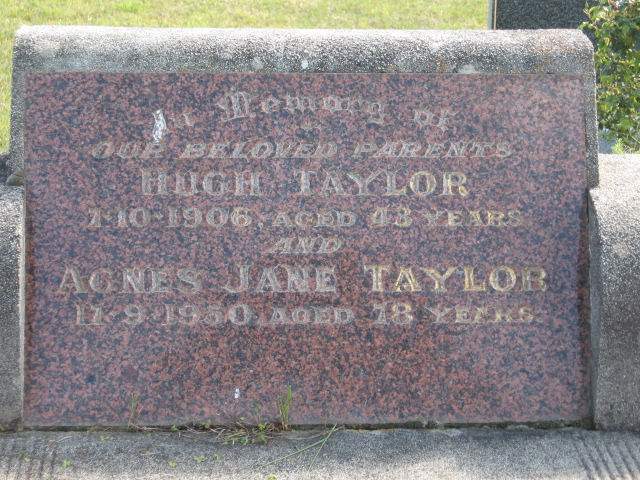 In Memory of
OUR BELOVED PARENTS
HUGH TAYLOR
1-10-1906, AGED 43 YEARS
AND
AGNES JANE TAYLOR
11-9-1950, AGED 78 YEARS.